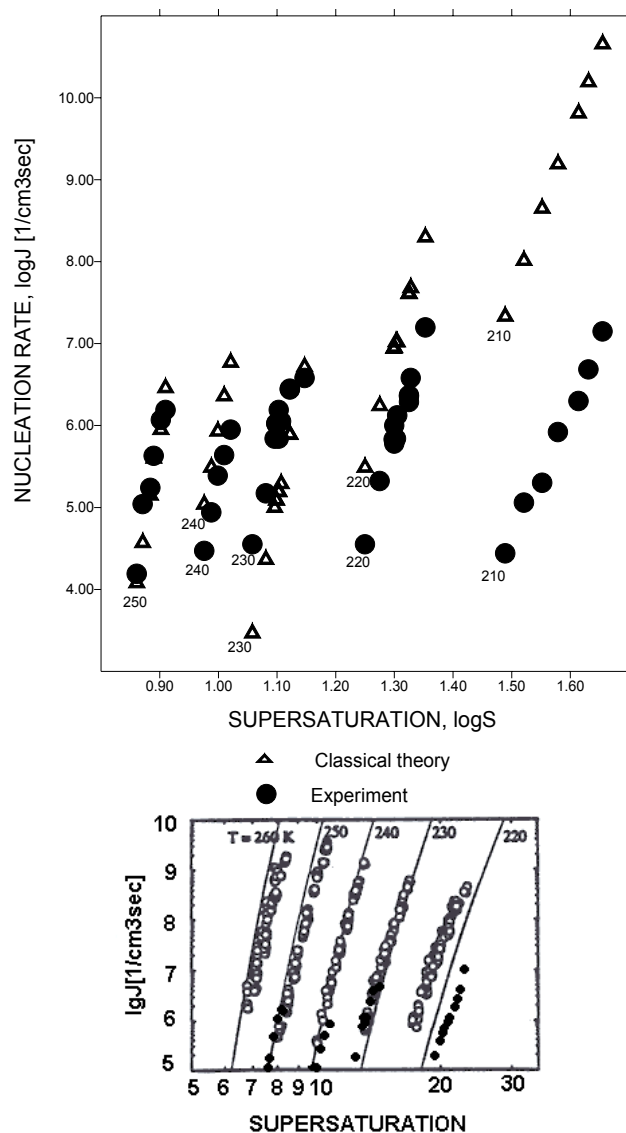 NUCLEATION RATE, logJ [1/cm3sec]
10.00
9.00
8.00
7.00
6.00
5.00
4.00
210
220
240
230
250
240
220
210
230
0.90 1.00 1.10 1.20 1.30 1.40 1.50 1.60
SUPERSATURATION, logS
Classical theory
Experiment
lgJ[1/cm3sec]
10
9
8
7
6
5
T = 260 K 250 240 230 220
5 6 7 8 9 10 20 30
SUPERSATURATION